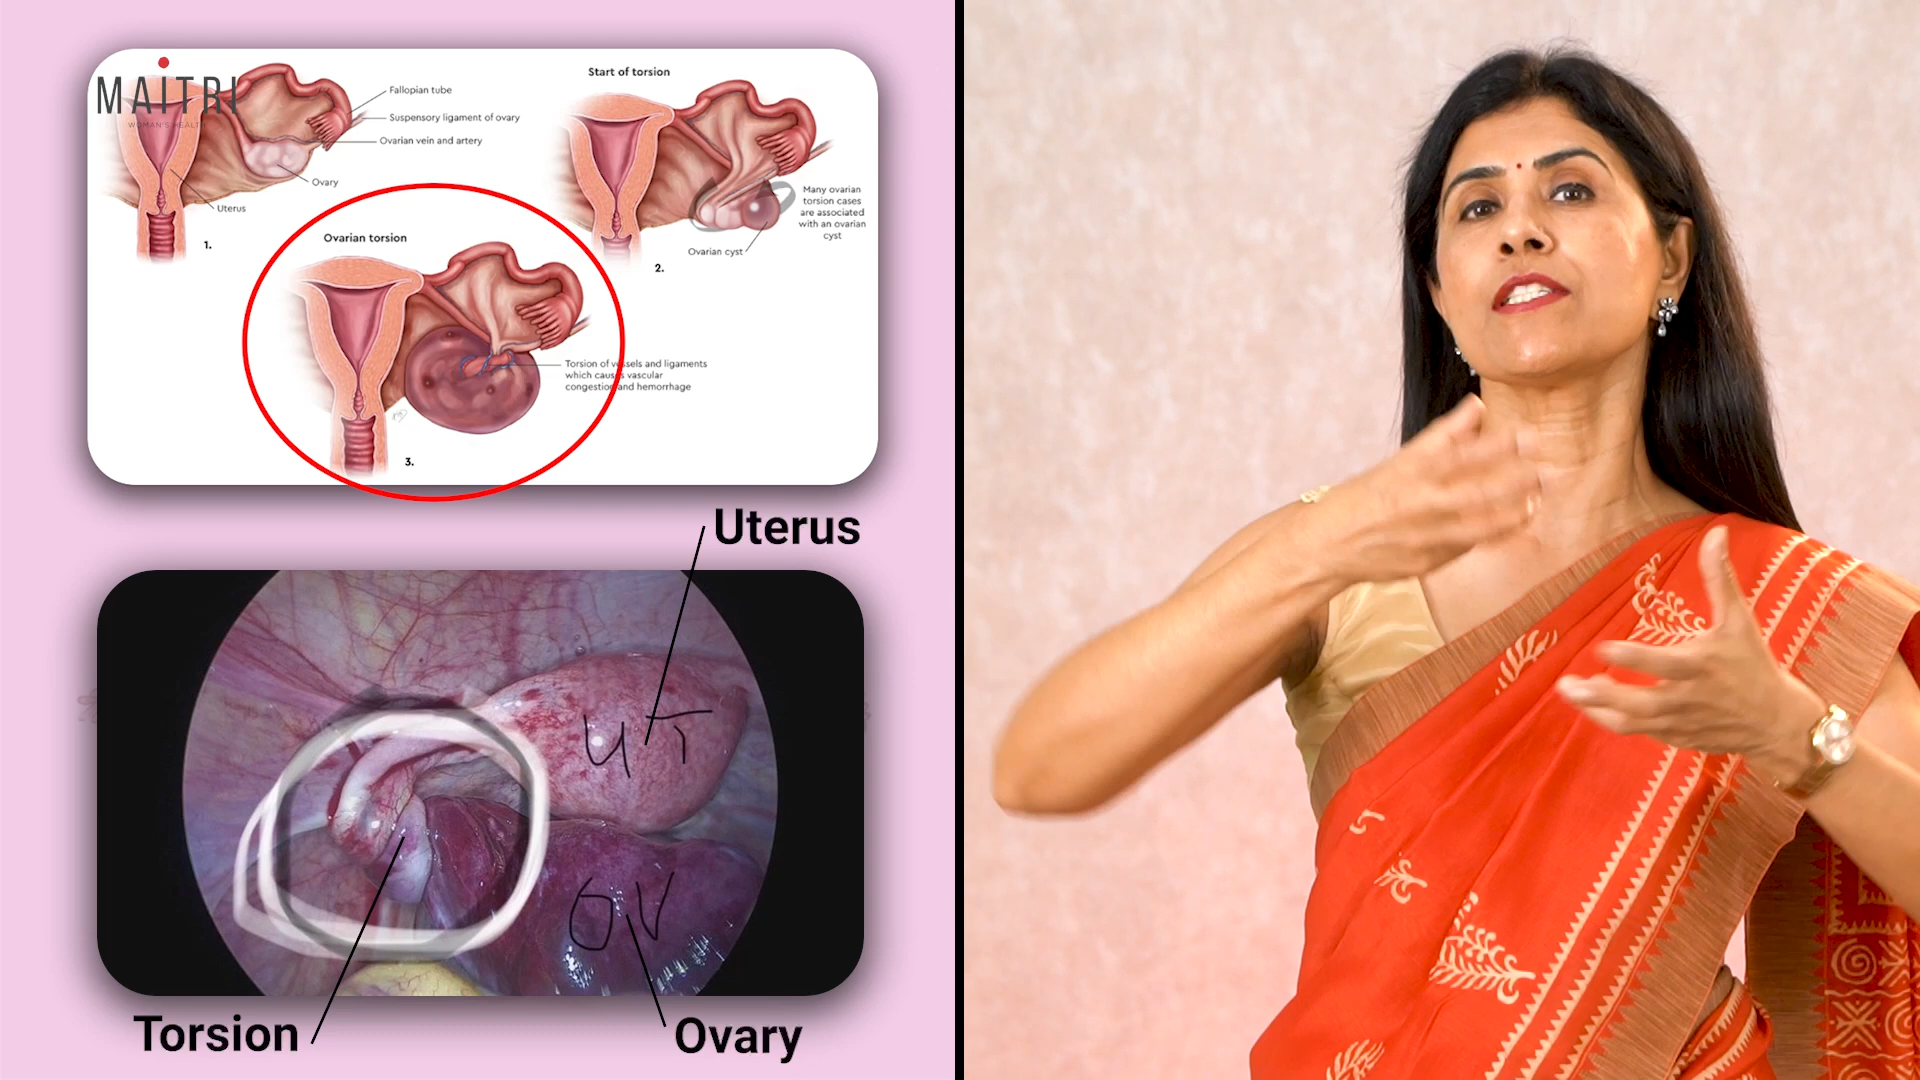 MAITRI
WOMAN'S HEALTH
Fallopian tube
Suspensory ligament of ovary
Ovarian vein and artery
Ovary
Uterus
1.
Start of torsion
Many ovarian
torsion cases
are associated
with an ovarian
cyst
Ovarian cyst
2.
Ovarian torsion
Torsion of vessels and ligaments
which causes vascular
congestion and hemorrhage
3.
Uterus
UT
OV
Torsion
Ovary